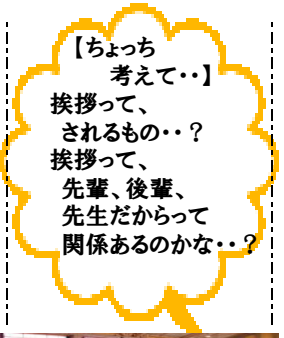 【ちょっち
考えて・・】
挨拶って、
されるもの・・？
挨拶って、
先輩、後輩、
先生だからって
関係あるのかな・・？